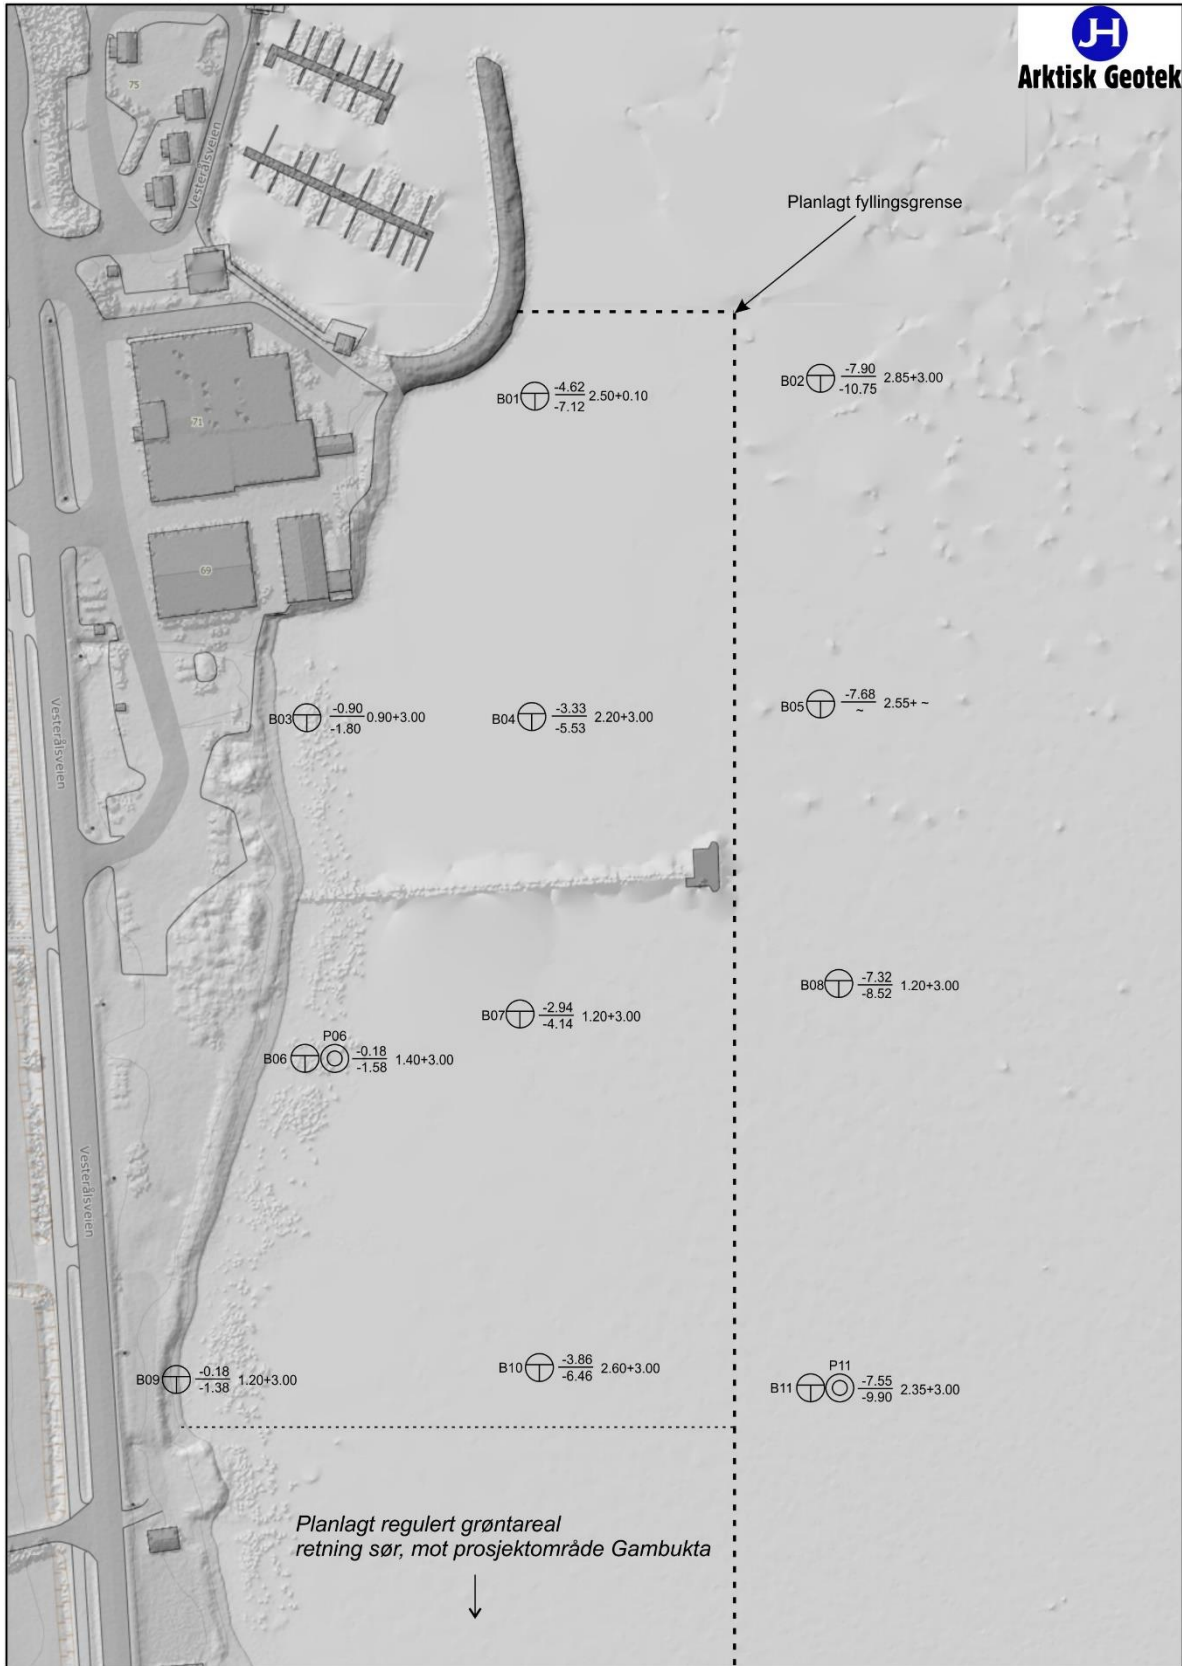 JH
Arktisk Geotek
75
Vesterålsveien
Planlagt fyllingsgrense
B01 -4.62 2.50+0.10
-7.12
B02 -7.90 2.85+3.00
-10.75
71
69
Vesterålsveien
B03 -0.90 0.90+3.00
-1.80
B04 -3.33 2.20+3.00
-5.53
B05 -7.68 2.55+ ~
~
B08 -7.32 1.20+3.00
-8.52
B07 -2.94 1.20+3.00
-4.14
P06
B06 -0.18 1.40+3.00
-1.58
Vesterålsveien
B09 -0.18 1.20+3.00
-1.38
B10 -3.86 2.60+3.00
-6.46
P11
B11 -7.55 2.35+3.00
-9.90
Planlagt regulert grøntareal
retning sør, mot prosjektområde Gambukta